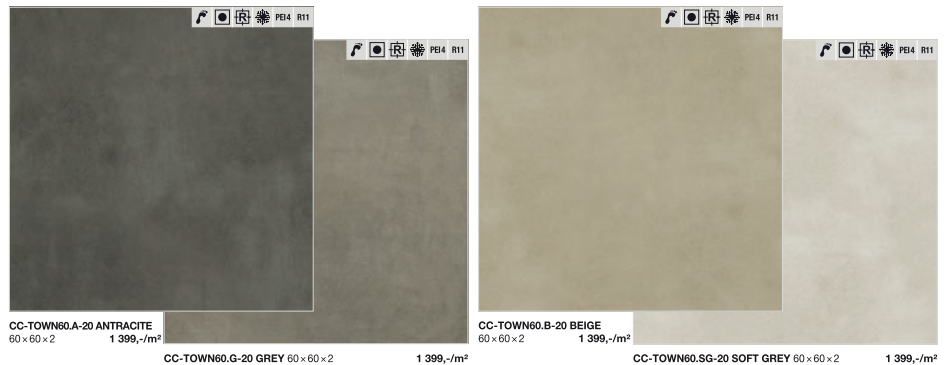 R PEI4 R11
R PEI4 R11
R PEI4 R11
R PEI4 R11
CC-TOWN60.A-20 ANTRACITE
60×60×2 1 399,-/m²
CC-TOWN60.G-20 GREY 60×60×2 1 399,-/m²
CC-TOWN60.B-20 BEIGE
60×60×2 1 399,-/m²
CC-TOWN60.SG-20 SOFT GREY 60×60×2 1 399,-/m²